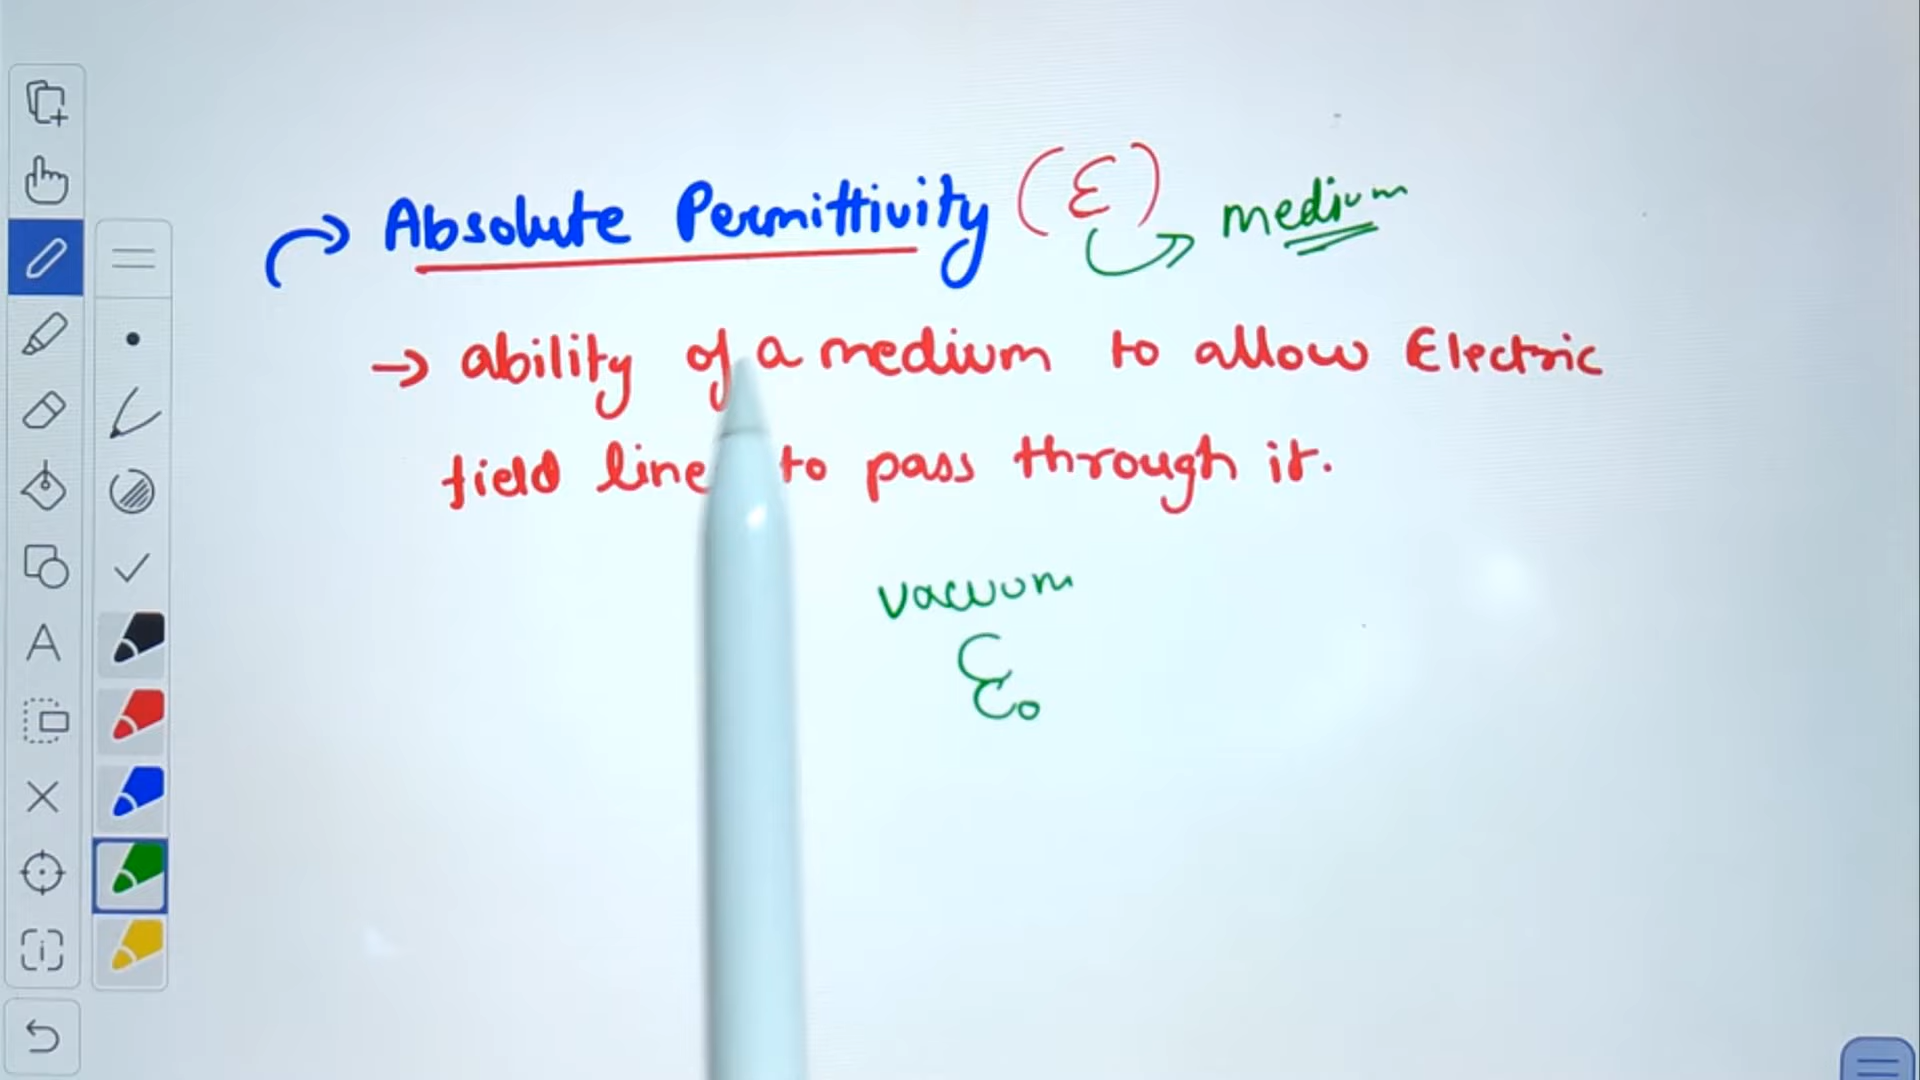 → Absolute Permittivity (ε) → medium
→ ability of a medium to allow Electric
field line to pass through it.
vacuum
ε₀
A